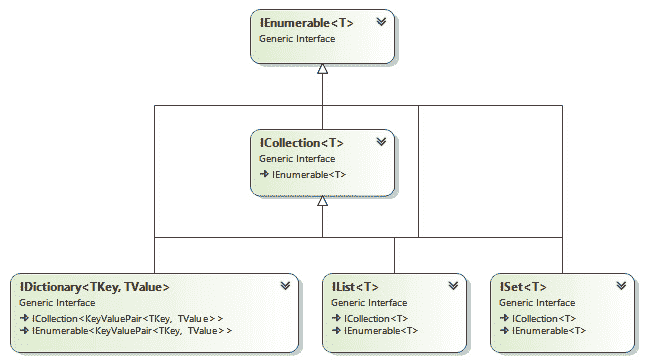 IEnumerable<T>
Generic Interface
ICollection<T>
Generic Interface
IEnumerable<T>
IDictionary<TKey, TValue>
Generic Interface
ICollection<KeyValuePair<TKey, TValue>>
IEnumerable<KeyValuePair<TKey, TValue>>
IList<T>
Generic Interface
ICollection<T>
IEnumerable<T>
ISet<T>
Generic Interface
ICollection<T>
IEnumerable<T>